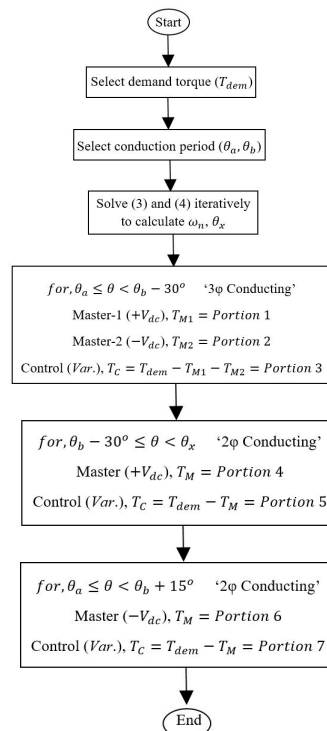 Start
Select demand torque (T_dem)
Select conduction period (θ_a, θ_b)
Solve (3) and (4) iteratively
to calculate ω_n, θ_x
for, θ_a ≤ θ < θ_b − 30° ‘3φ Conducting’
Master-1 (+V_dc), T_M1 = Portion 1
Master-2 (−V_dc), T_M2 = Portion 2
Control (Var.), T_C = T_dem − T_M1 − T_M2 = Portion 3
for, θ_b − 30° ≤ θ < θ_x ‘2φ Conducting’
Master (+V_dc), T_M = Portion 4
Control (Var.), T_C = T_dem − T_M = Portion 5
for, θ_a ≤ θ < θ_b + 15° ‘2φ Conducting’
Master (−V_dc), T_M = Portion 6
Control (Var.), T_C = T_dem − T_M = Portion 7
End